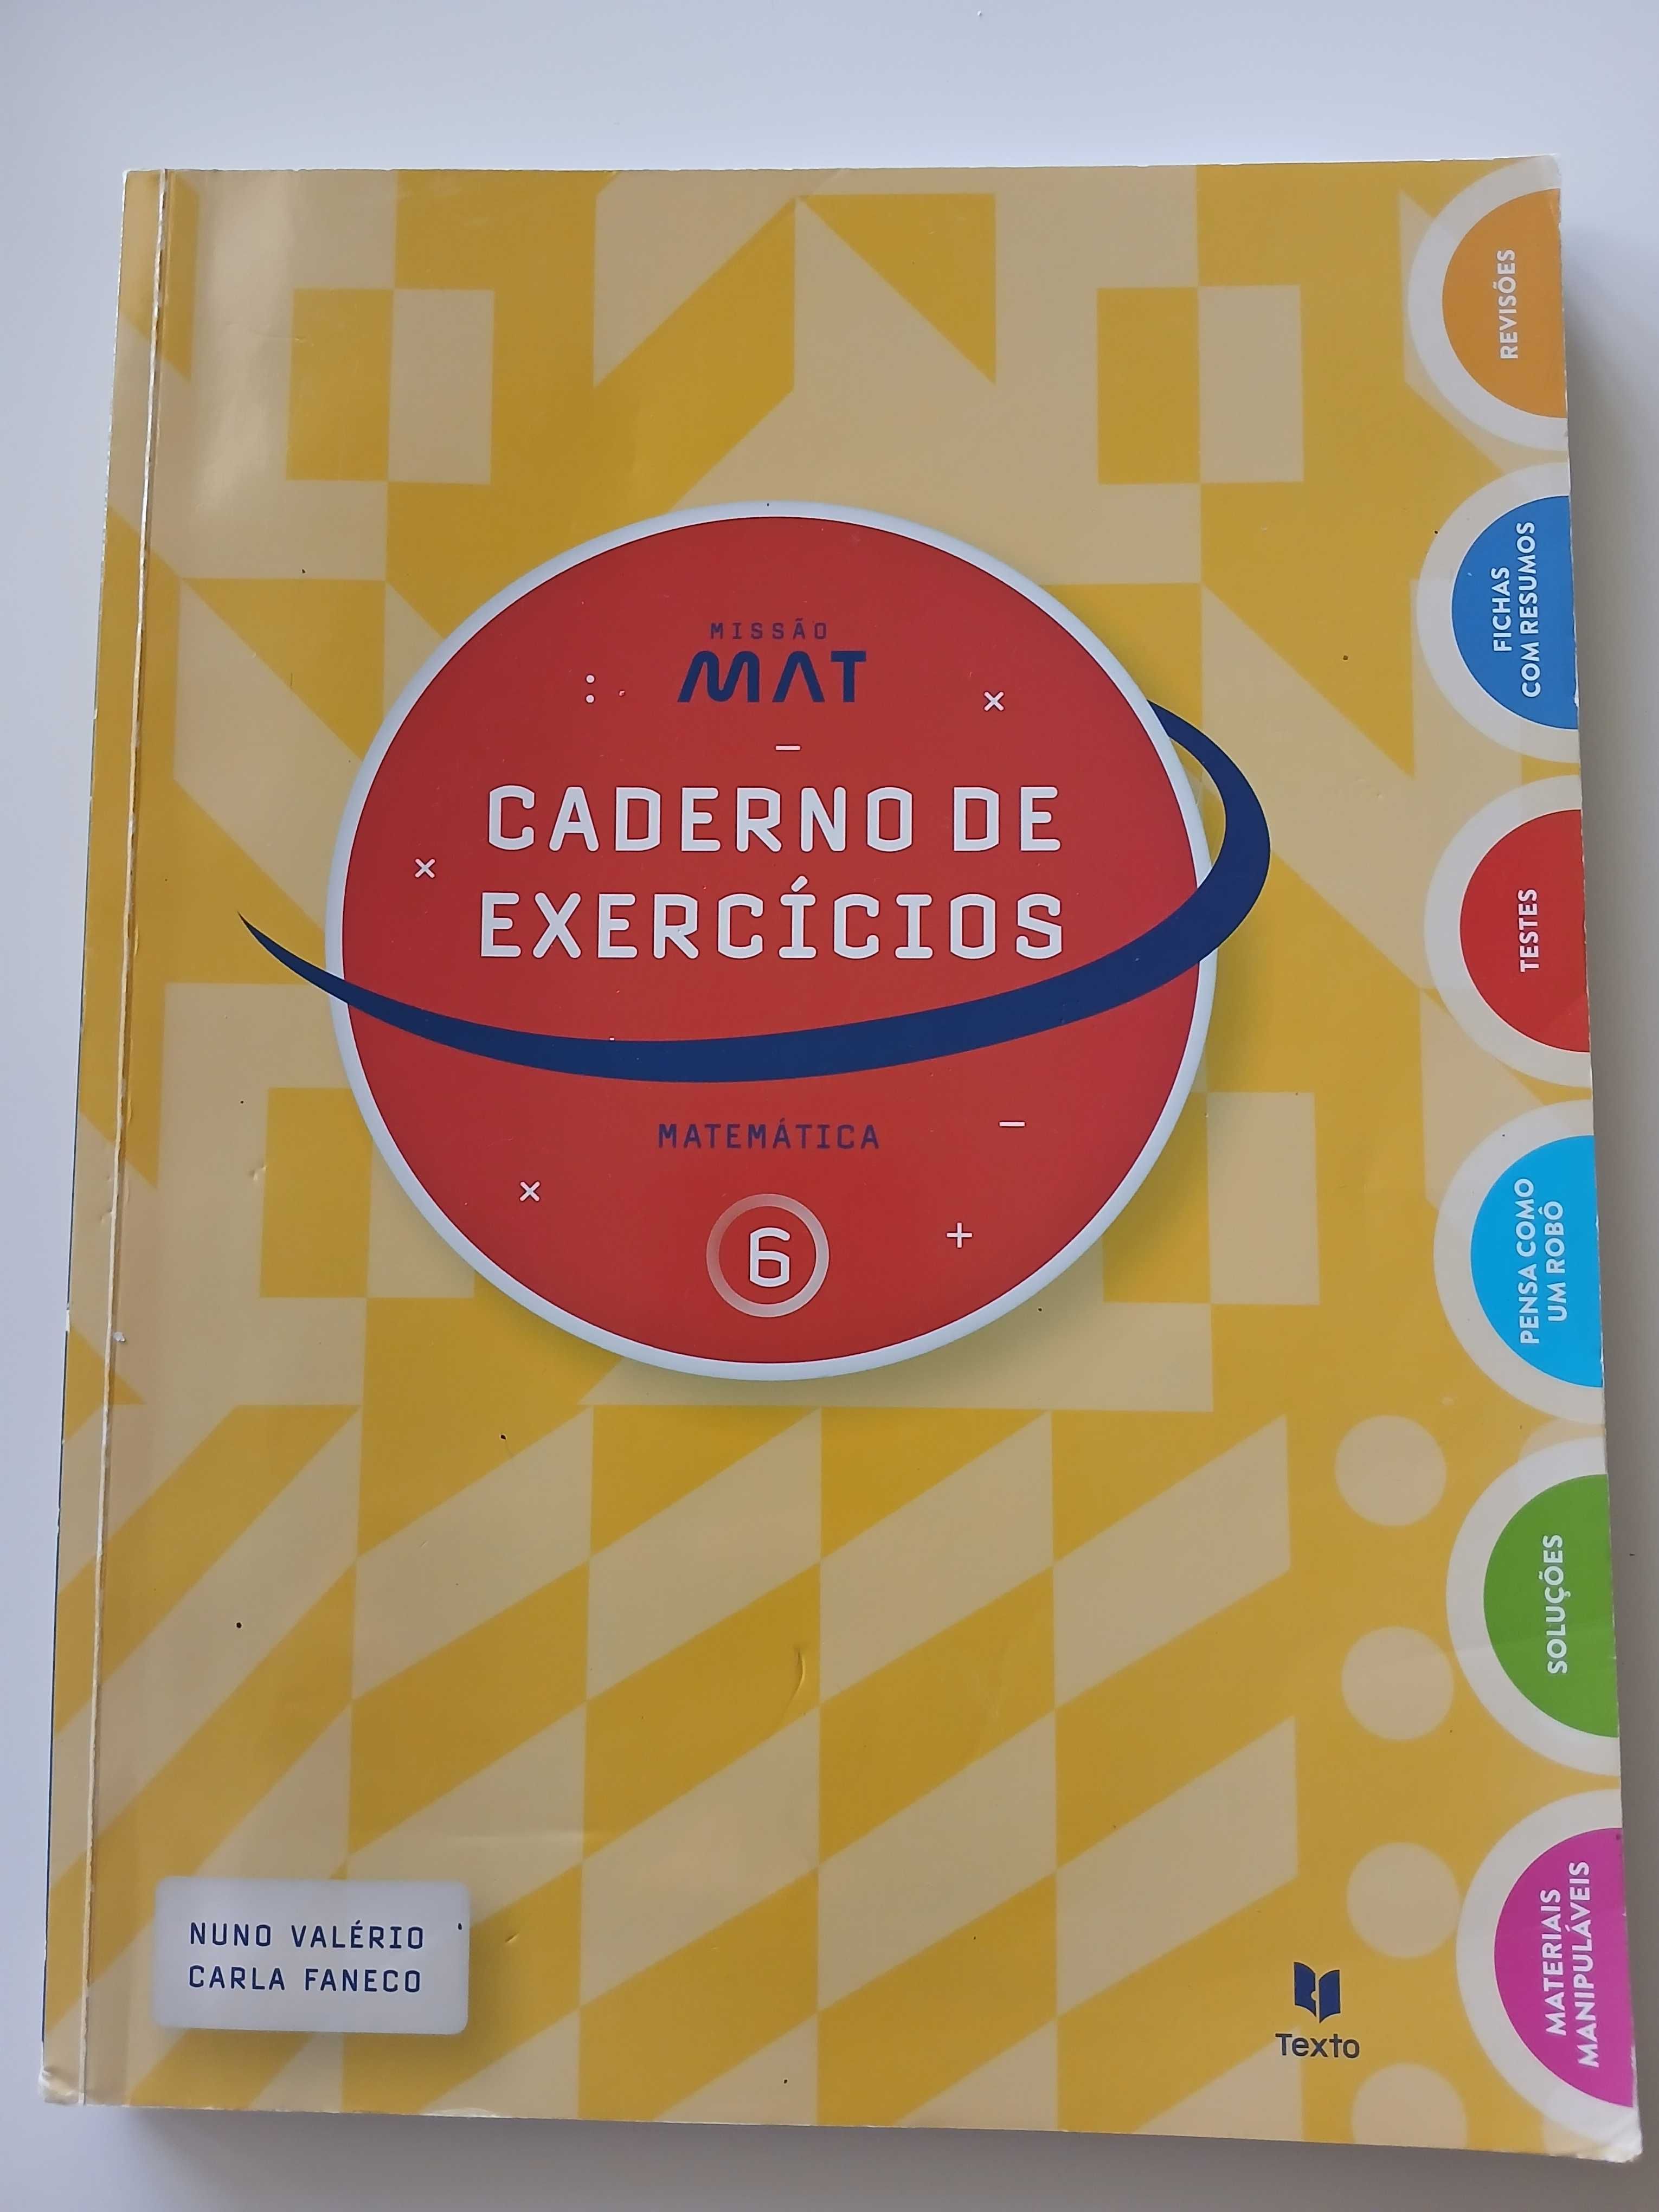 MISSÃO
MAT
CADERNO DE
EXERCÍCIOS
MATEMÁTICA
6
NUNO VALÉRIO
CARLA FANECO
Texto
REVISÕES
FICHAS
COM RESUMOS
TESTES
PENSA COMO
UM ROBÔ
SOLUÇÕES
MATERIAIS
MANIPULÁVEIS